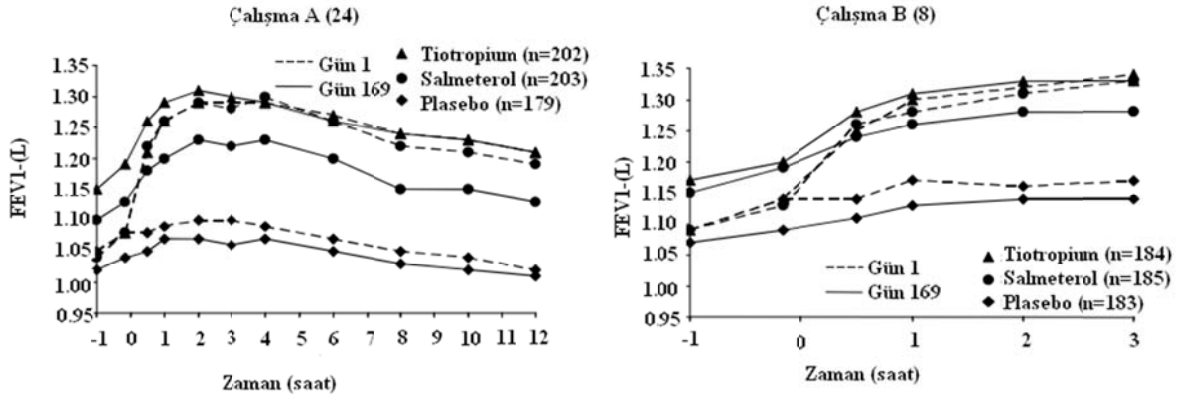 Çalışma A (24)
FEV1-(L)
1.35
1.30
1.25
1.20
1.15
1.10
1.05
1.00
0.95
Gün 1
Gün 169
Tiotropium (n=202)
Salmeterol (n=203)
Plasebo (n=179)
-1 0 1 2 3 4 5 6 7 8 9 10 11 12
Zaman (saat)
Çalışma B (8)
FEV1-(L)
1.35
1.30
1.25
1.20
1.15
1.10
1.05
1.00
0.95
Gün 1
Gün 169
Tiotropium (n=184)
Salmeterol (n=185)
Plasebo (n=183)
-1 0 1 2 3
Zaman (saat)